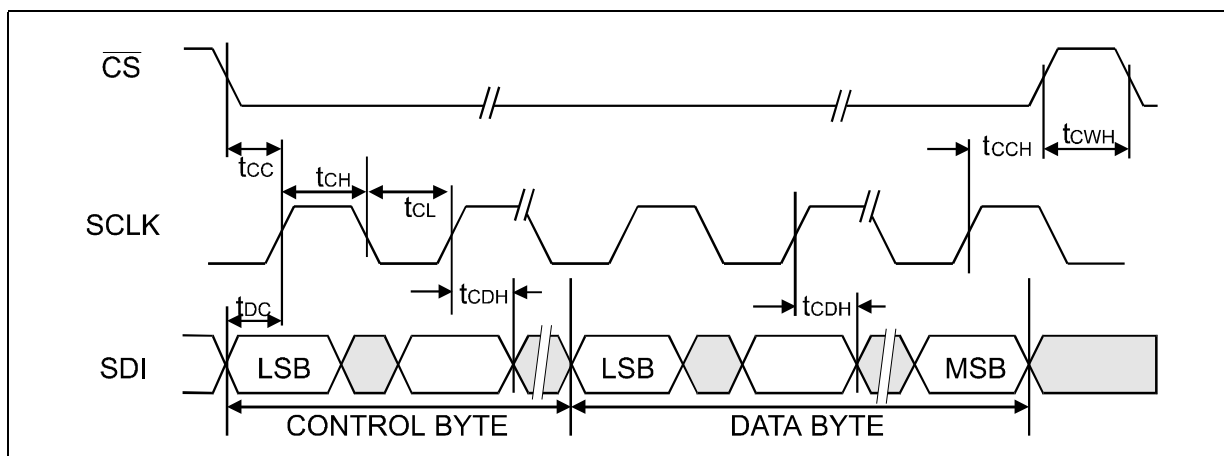 CS
tCC
tCH
tCL
tCCH
tCWH
SCLK
tDC
tCDH
tCDH
SDI
LSB
LSB
MSB
CONTROL BYTE
DATA BYTE